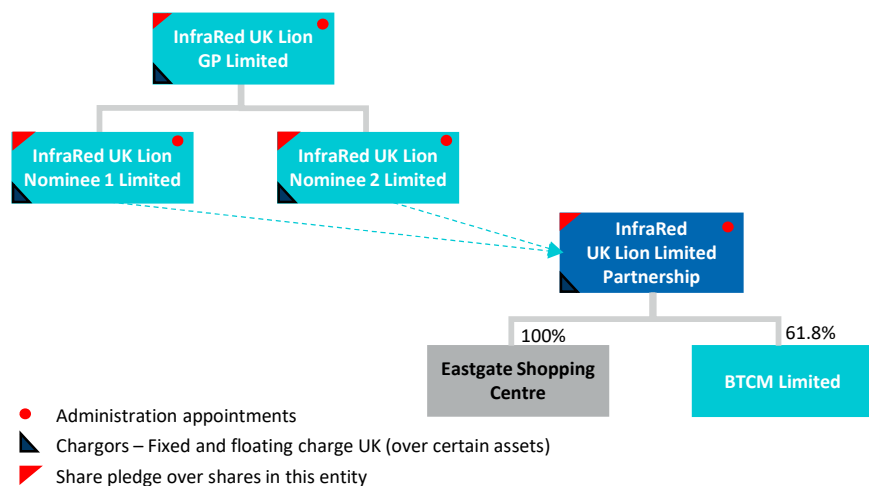 InfraRed UK Lion
GP Limited
InfraRed UK Lion
Nominee 1 Limited
InfraRed UK Lion
Nominee 2 Limited
InfraRed
UK Lion Limited
Partnership
100%
61.8%
Eastgate Shopping
Centre
BTCM Limited
Administration appointments
Chargors – Fixed and floating charge UK (over certain assets)
Share pledge over shares in this entity